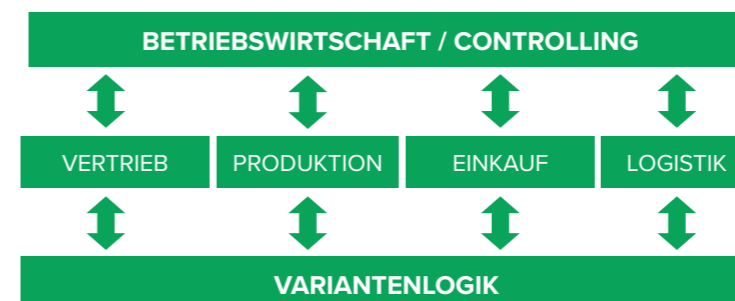 BETRIEBSWIRTSCHAFT / CONTROLLING
VERTRIEB PRODUKTION EINKAUF LOGISTIK
VARIANTENLOGIK